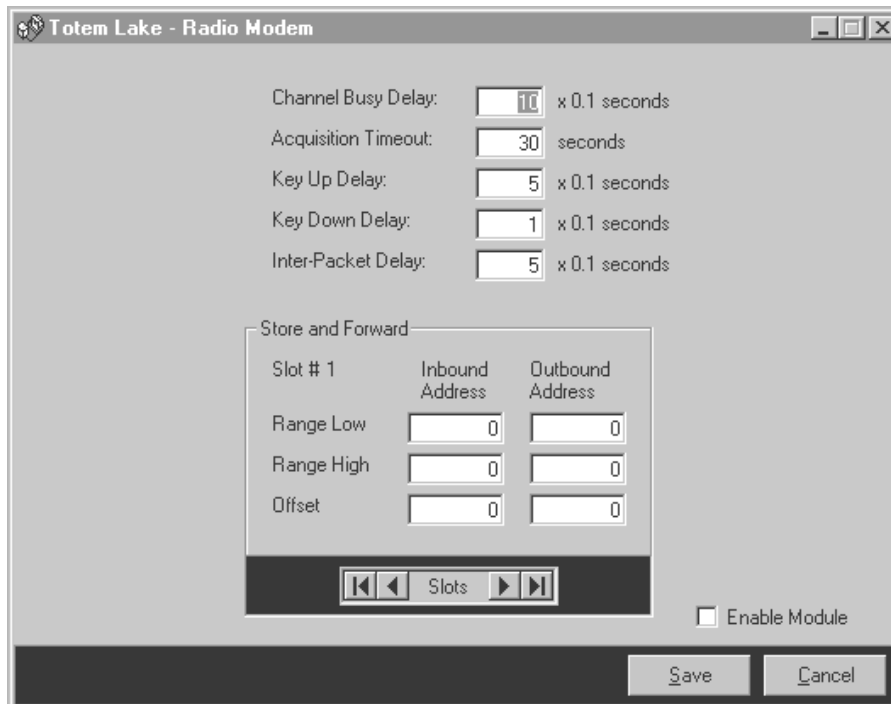 Totem Lake - Radio Modem
Channel Busy Delay: 10 x 0.1 seconds
Acquisition Timeout: 30 seconds
Key Up Delay: 5 x 0.1 seconds
Key Down Delay: 1 x 0.1 seconds
Inter-Packet Delay: 5 x 0.1 seconds
Store and Forward
Slot # 1 Inbound Address Outbound Address
Range Low 0 0
Range High 0 0
Offset 0 0
Slots
Enable Module
Save Cancel